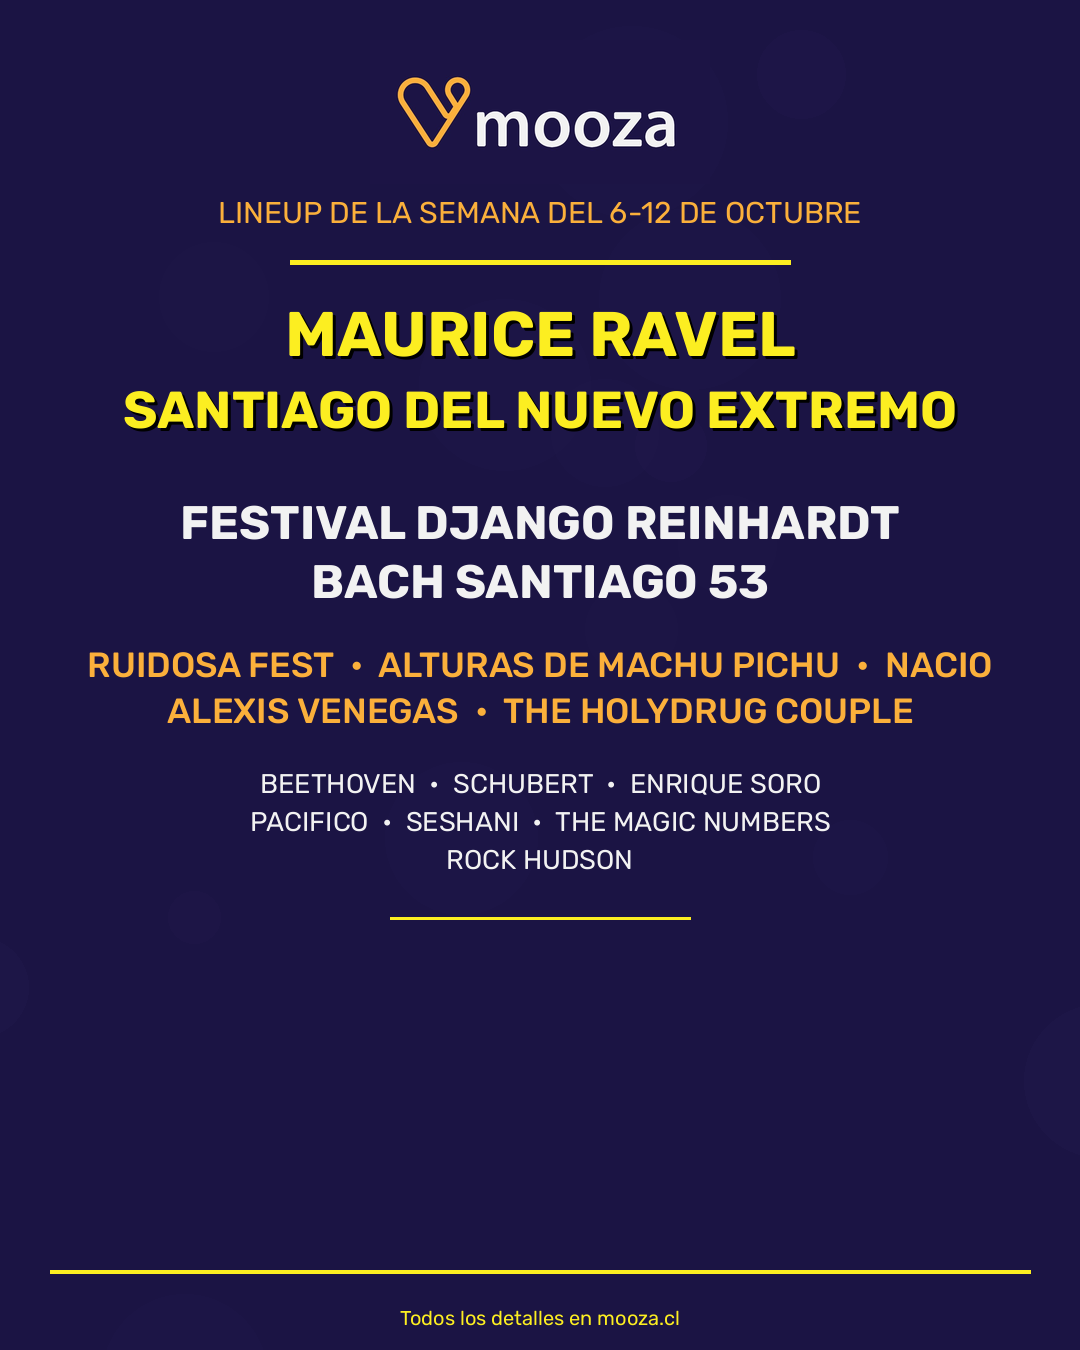 mooza
LINEUP DE LA SEMANA DEL 6-12 DE OCTUBRE
MAURICE RAVEL
SANTIAGO DEL NUEVO EXTREMO
FESTIVAL DJANGO REINHARDT
BACH SANTIAGO 53
RUIDOSA FEST • ALTURAS DE MACHU PICHU • NACIO
ALEXIS VENEGAS • THE HOLYDRUG COUPLE
BEETHOVEN • SCHUBERT • ENRIQUE SORO
PACIFICO • SESHANI • THE MAGIC NUMBERS
ROCK HUDSON
Todos los detalles en mooza.cl